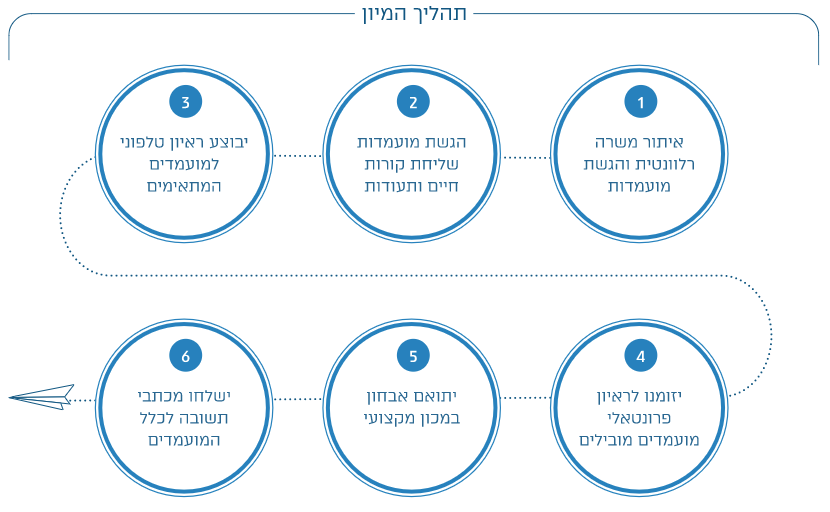 תהליך המיון
1
איתור משרה
רלוונטית והגשת
מועמדות
2
הגשת מועמדות
שליחת קורות
חיים ותעודות
3
יבוצע ראיון טלפוני
למועמדים
המתאימים
4
יזומנו לראיון
פרונטאלי
מועמדים מובילים
5
יתואם אבחון
במכון מקצועי
6
ישלחו מכתבי
תשובה לכלל
המועמדים